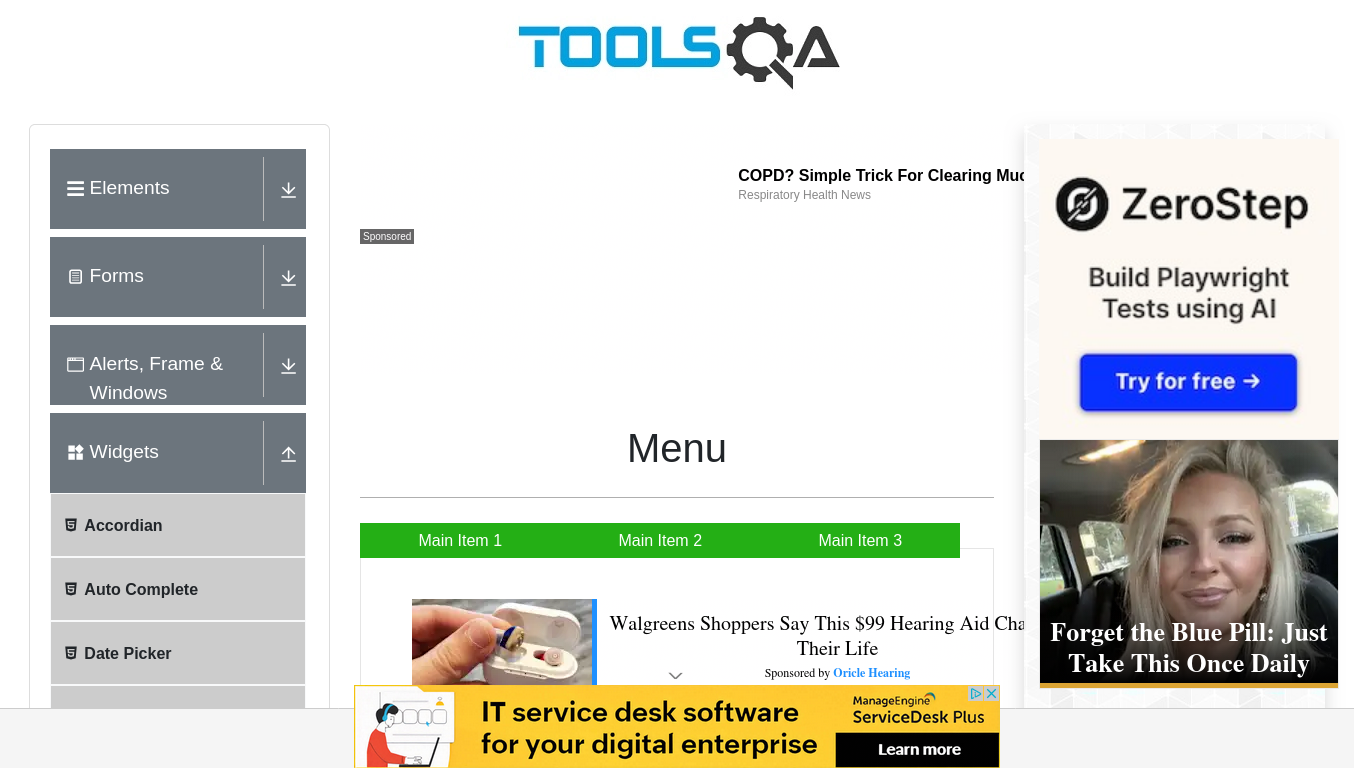 TOOLSQA
Elements
Forms
Alerts, Frame &
Windows
Widgets
Accordian
Auto Complete
Date Picker
COPD? Simple Trick For Clearing Muc
Respiratory Health News
Sponsored
Menu
Main Item 1
Main Item 2
Main Item 3
Walgreens Shoppers Say This $99 Hearing Aid Cha
Their Life
Sponsored by Oricle Hearing
ZeroStep
Build Playwright
Tests using AI
Try for free →
Forget the Blue Pill: Just
Take This Once Daily
IT service desk software
for your digital enterprise
ManageEngine
ServiceDesk Plus
Learn more